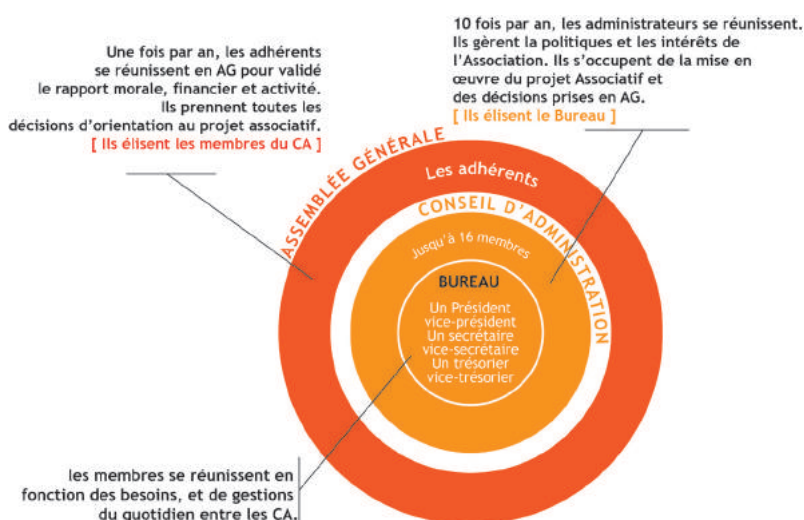 Une fois par an, les adhérents
se réunissent en AG pour validé
le rapport morale, financier et activité.
Ils prennent toutes les
décisions d'orientation au projet associatif.
[ Ils élisent les membres du CA ]
10 fois par an, les administrateurs se réunissent.
Ils gèrent la politiques et les intérêts de
l'Association. Ils s'occupent de la mise en
œuvre du projet Associatif et
des décisions prises en AG.
[ Ils élisent le Bureau ]
ASSEMBLÉE GÉNÉRALE
Les adhérents
CONSEIL D'ADMINISTRATION
Jusqu'à 16 membres
BUREAU
Un Président
vice-président
Un secrétaire
vice-secrétaire
Un trésorier
vice-trésorier
les membres se réunissent en
fonction des besoins, et de gestions
du quotidien entre les CA.